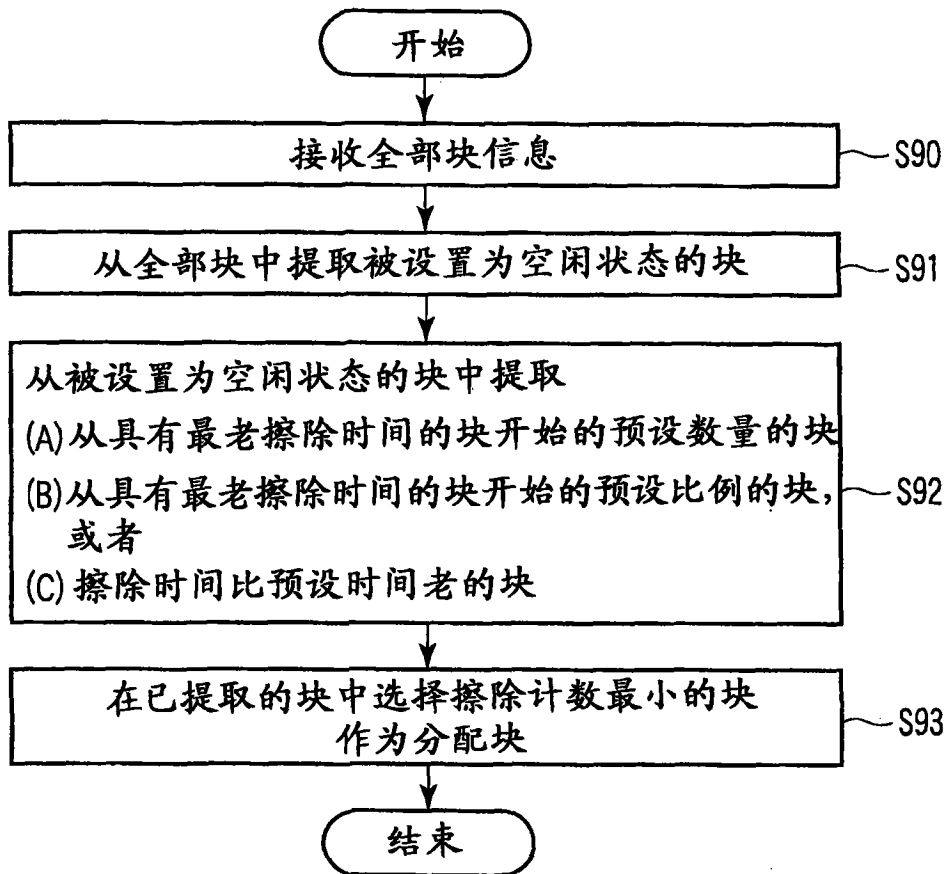 开始
接收全部块信息
S90
从全部块中提取被设置为空闲状态的块
S91
从被设置为空闲状态的块中提取
(A)从具有最老擦除时间的块开始的预设数量的块
(B)从具有最老擦除时间的块开始的预设比例的块,
或者
(C)擦除时间比预设时间老的块
S92
在已提取的块中选择擦除计数最小的块
作为分配块
S93
结束